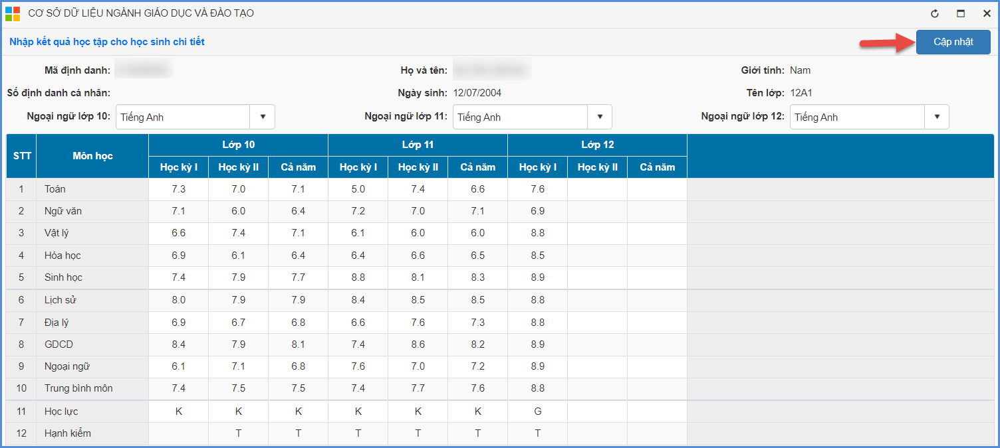 CƠ SỞ DỮ LIỆU NGÀNH GIÁO DỤC VÀ ĐÀO TẠO
Nhập kết quả học tập cho học sinh chi tiết Cập nhật
Mã định danh: Họ và tên: Giới tính: Nam
Số định danh cá nhân: Ngày sinh: 12/07/2004 Tên lớp: 12A1
Ngoại ngữ lớp 10: Tiếng Anh Ngoại ngữ lớp 11: Tiếng Anh Ngoại ngữ lớp 12: Tiếng Anh
STT Môn học Lớp 10 Lớp 11 Lớp 12
Học kỳ I Học kỳ II Cả năm Học kỳ I Học kỳ II Cả năm Học kỳ I Học kỳ II Cả năm
1 Toán 7.3 7.0 7.1 5.0 7.4 6.6 7.6
2 Ngữ văn 7.1 6.0 6.4 7.2 7.0 7.1 6.9
3 Vật lý 6.6 7.4 7.1 6.1 6.0 6.0 8.8
4 Hóa học 6.9 6.1 6.4 6.4 6.6 6.5 8.5
5 Sinh học 7.4 7.9 7.7 8.8 8.1 8.3 8.9
6 Lịch sử 8.0 7.9 7.9 8.4 8.5 8.5 8.8
7 Địa lý 6.9 6.7 6.8 6.6 7.6 7.3 8.8
8 GDCD 8.4 7.9 8.1 7.4 8.6 8.2 8.9
9 Ngoại ngữ 6.1 7.1 6.8 7.6 7.0 7.2 8.9
10 Trung bình môn 7.4 7.5 7.5 7.4 7.7 7.6 8.8
11 Học lực K K K K K K G
12 Hạnh kiểm T T T T T T